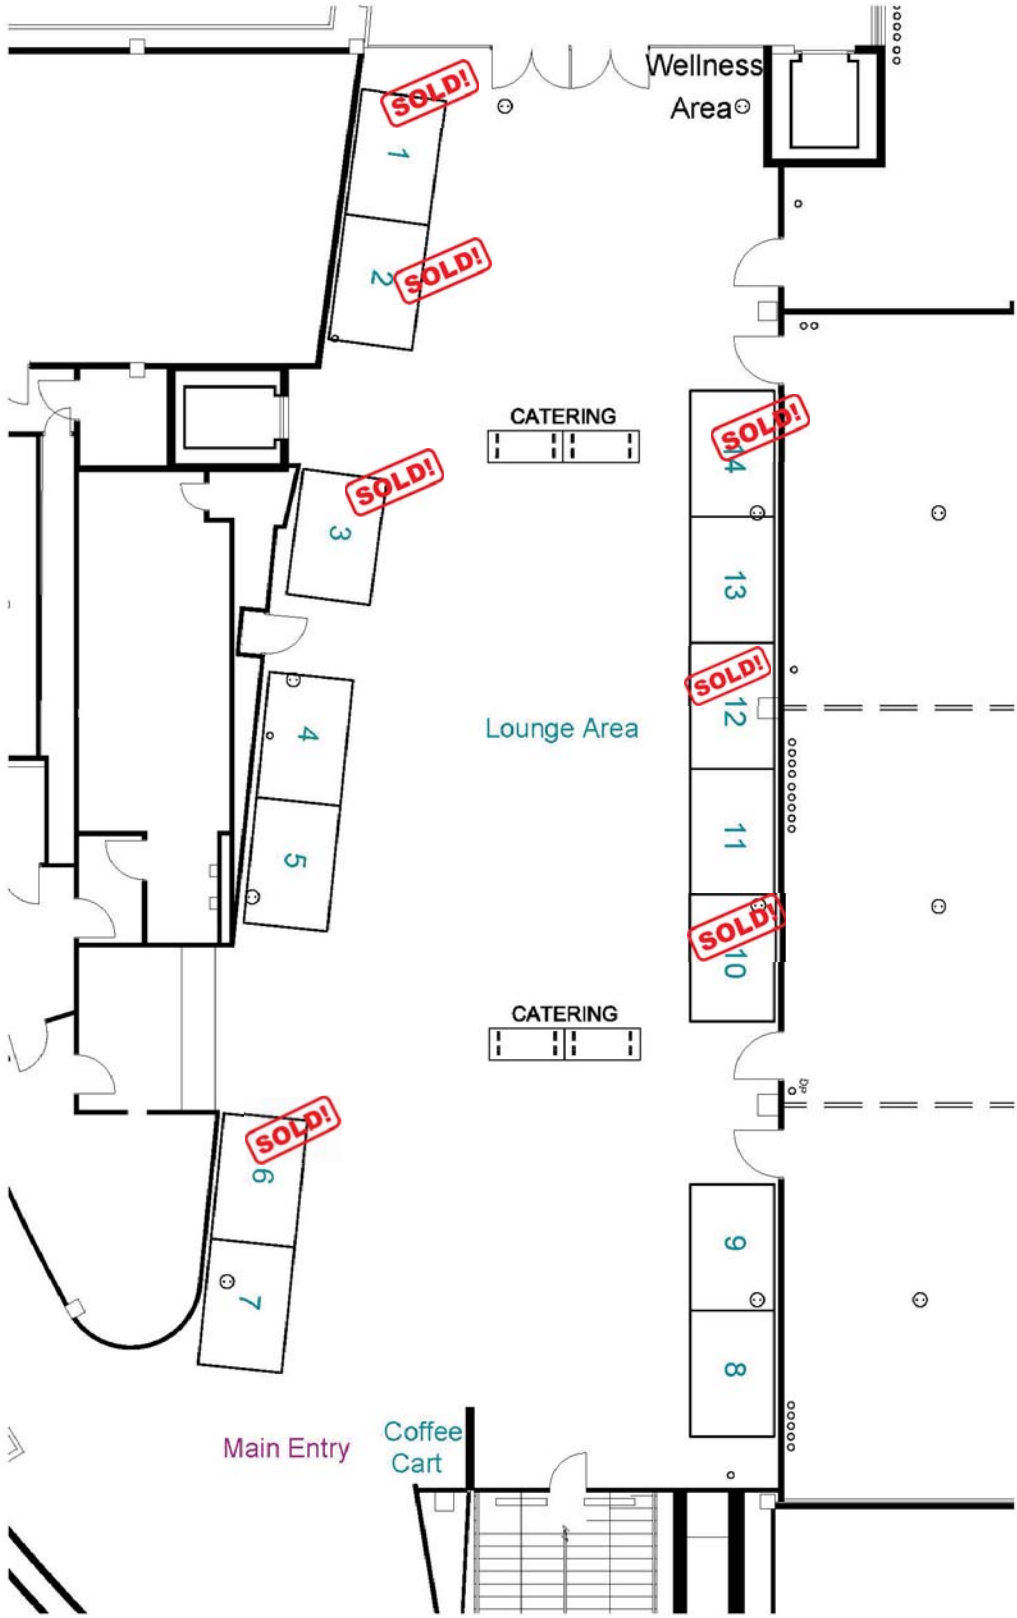 Wellness
Area
SOLD!
1
SOLD!
2
CATERING
SOLD!
14
SOLD!
3
13
SOLD!
12
4
Lounge Area
11
5
SOLD!
10
CATERING
DP
SOLD!
6
9
7
8
Main Entry
Coffee
Cart